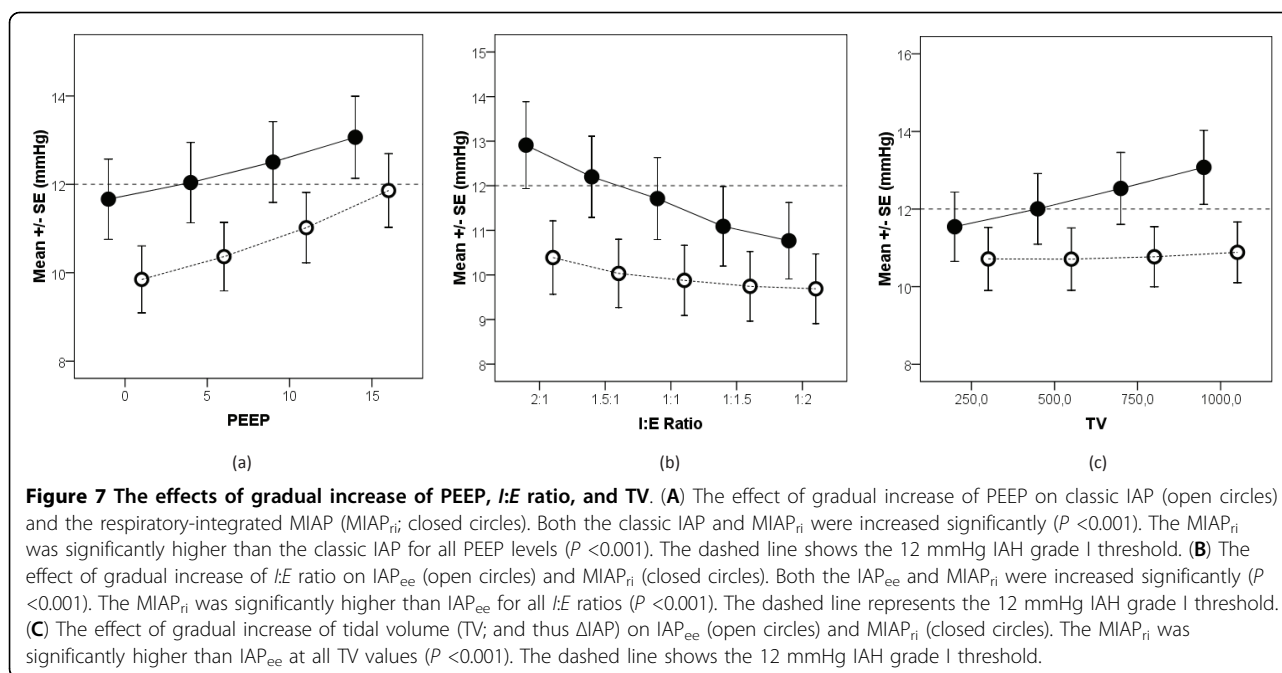 16
14
12
10
8
Mean +/- SE (mmHg)
0 5 10 15
PEEP
(a)
15
14
13
12
11
10
9
8
Mean +/- SE (mmHg)
2:1 1.5:1 1:1 1:1.5 1:2
I:E Ratio
(b)
16
14
12
10
8
Mean +/- SE (mmHg)
250,0 500,0 750,0 1000,0
TV
(c)
Figure 7 The effects of gradual increase of PEEP, I:E ratio, and TV. (A) The effect of gradual increase of PEEP on classic IAP (open circles)
and the respiratory-integrated MIAP (MIAPri; closed circles). Both the classic IAP and MIAPri were increased significantly (P <0.001). The MIAPri
was significantly higher than the classic IAP for all PEEP levels (P <0.001). The dashed line shows the 12 mmHg IAH grade I threshold. (B) The
effect of gradual increase of I:E ratio on IAPee (open circles) and MIAPri (closed circles). Both the IAPee and MIAPri were increased significantly (P
<0.001). The MIAPri was significantly higher than IAPee for all I:E ratios (P <0.001). The dashed line represents the 12 mmHg IAH grade I threshold.
(C) The effect of gradual increase of tidal volume (TV; and thus ΔIAP) on IAPee (open circles) and MIAPri (closed circles). The MIAPri was
significantly higher than IAPee at all TV values (P <0.001). The dashed line shows the 12 mmHg IAH grade I threshold.